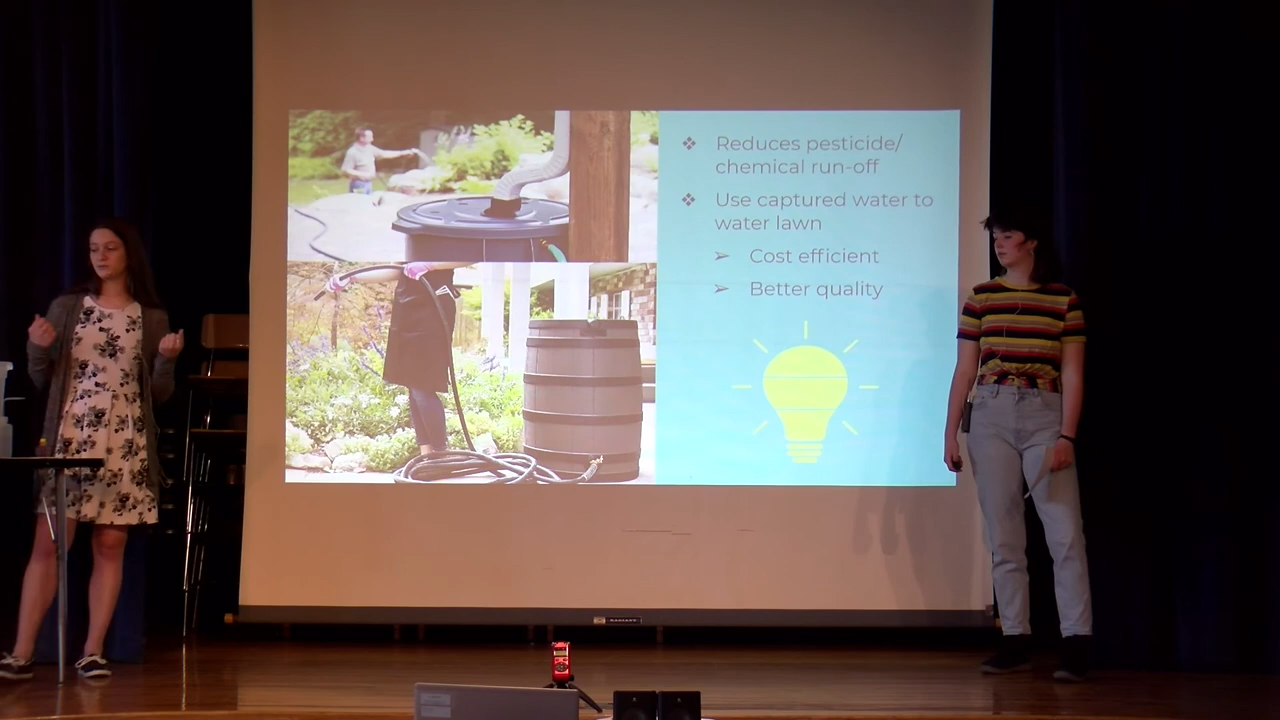 ❖ Reduces pesticide/
chemical run-off
❖ Use captured water to
water lawn
➢ Cost efficient
➢ Better quality